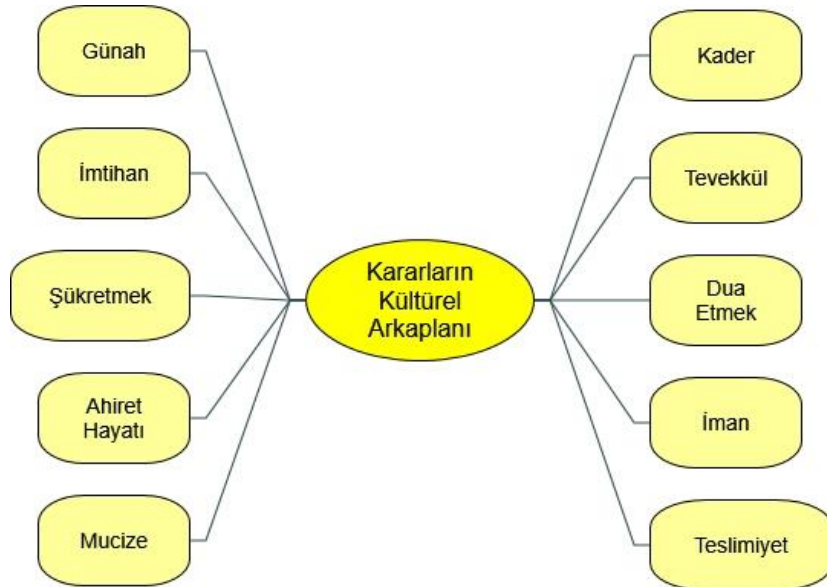 Günah
İmtihan
Şükretmek
Ahiret
Hayatı
Mucize
Kararların
Kültürel
Arkaplanı
Kader
Tevekkül
Dua
Etmek
İman
Teslimiyet